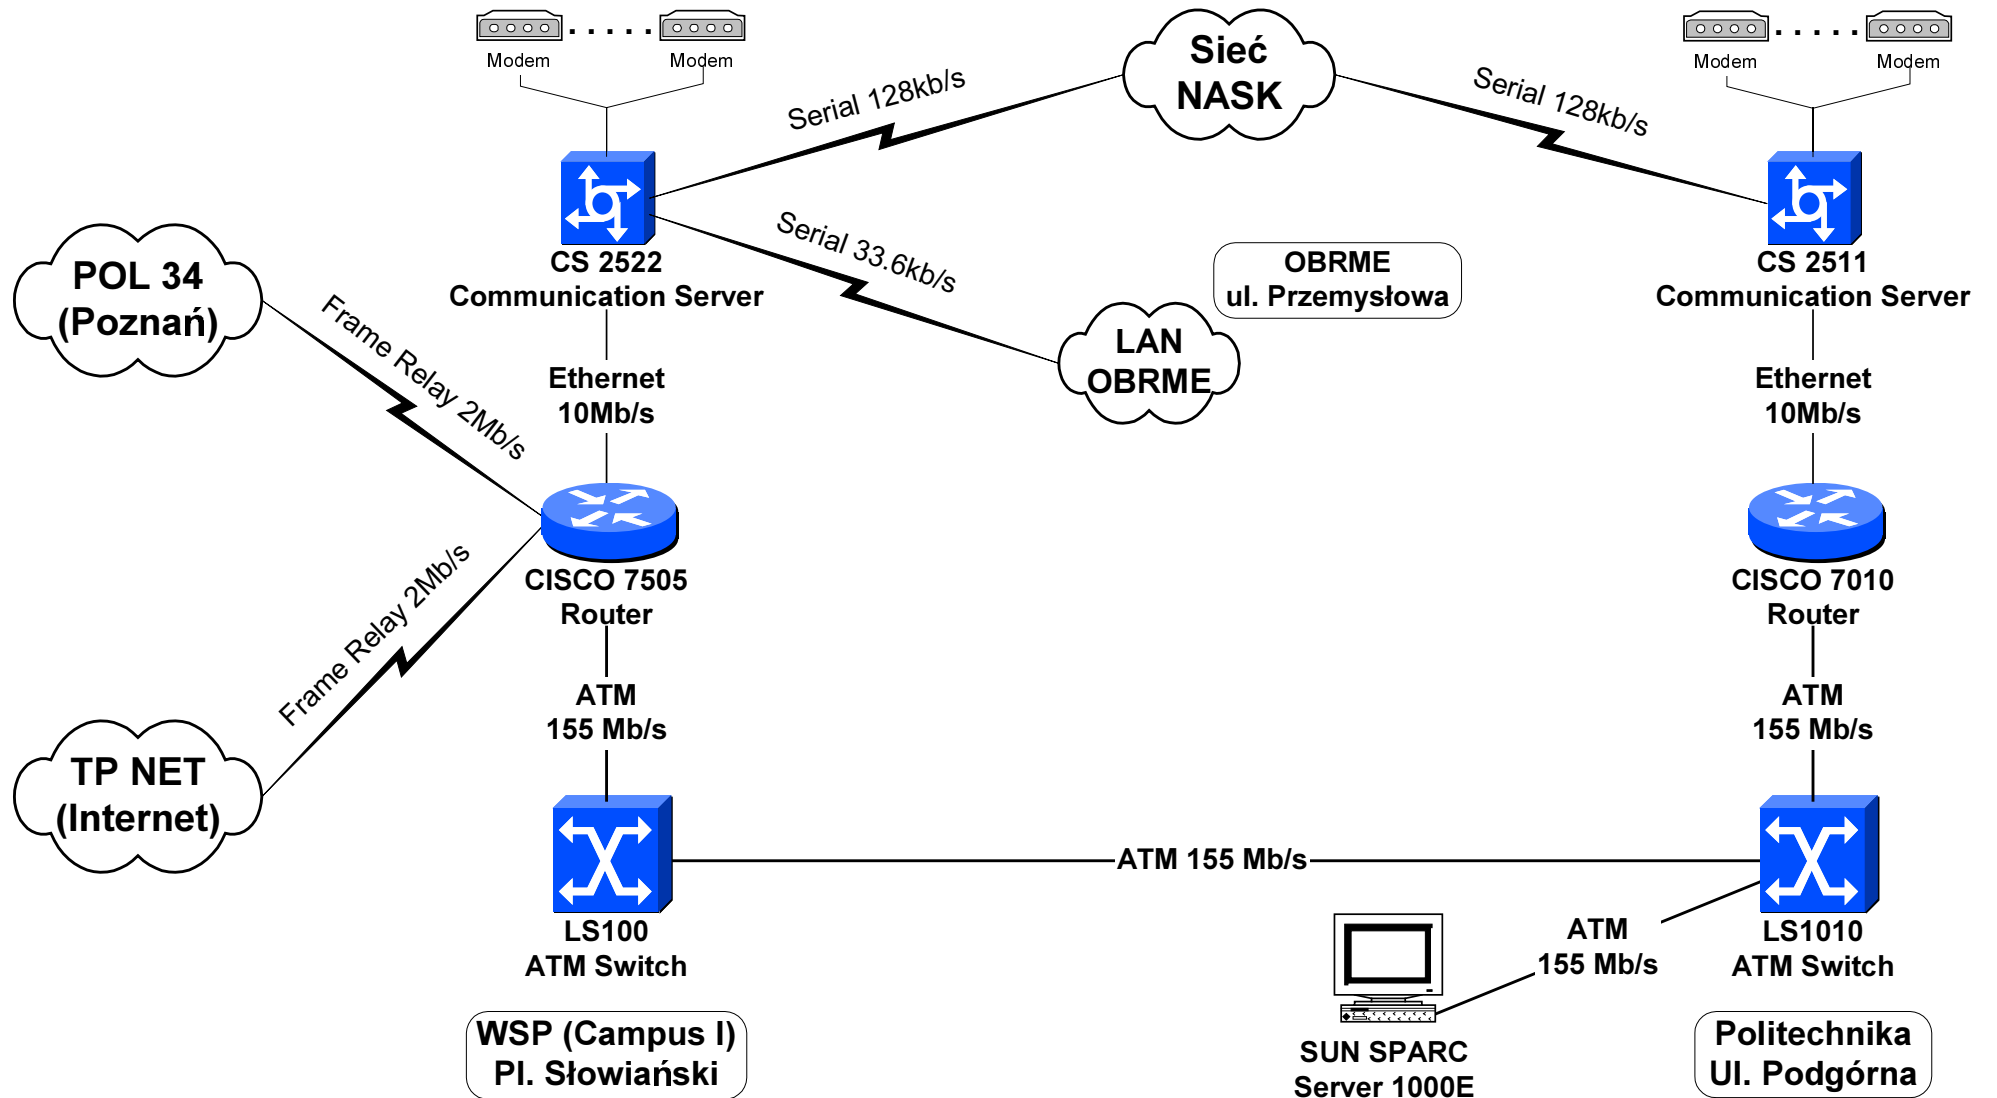 Modem
Modem
Sieć
NASK
Modem
Modem
Serial 128kb/s
Serial 128kb/s
CS 2522
Communication Server
Serial 33.6kb/s
OBRME
ul. Przemysłowa
CS 2511
Communication Server
POL 34
(Poznań)
Frame Relay 2Mb/s
LAN
OBRME
Ethernet
10Mb/s
Ethernet
10Mb/s
CISCO 7505
Router
CISCO 7010
Router
Frame Relay 2Mb/s
ATM
155 Mb/s
ATM
155 Mb/s
TP NET
(Internet)
ATM 155 Mb/s
LS100
ATM Switch
ATM
155 Mb/s
LS1010
ATM Switch
WSP (Campus I)
Pl. Słowiański
SUN SPARC
Server 1000E
Politechnika
Ul. Podgórna